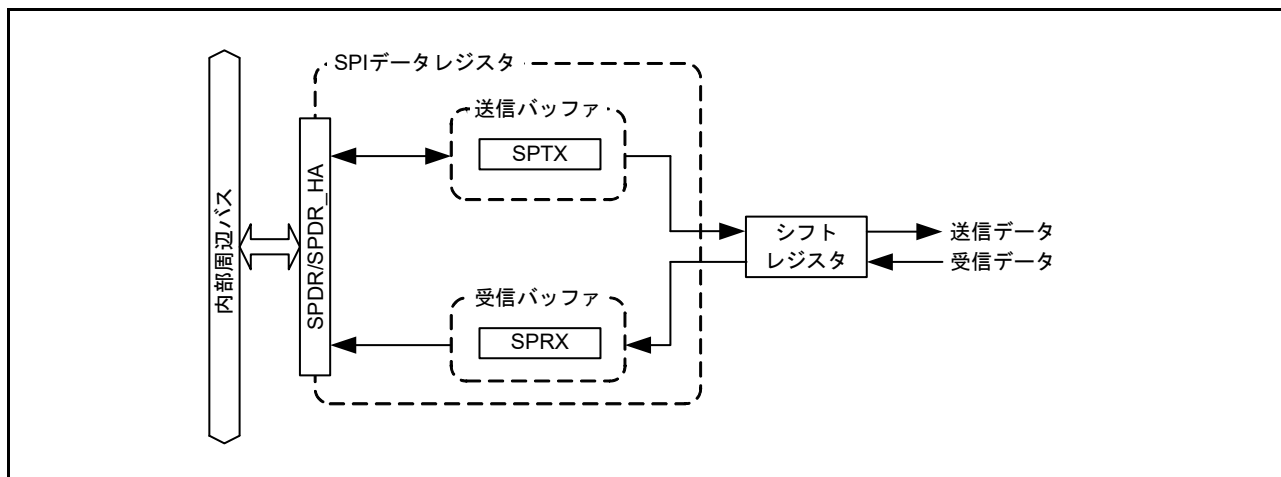 SPIデータレジスタ
送信バッファ
SPTX
内部周辺バス
SPDR/SPDR_HA
シフト
レジスタ
送信データ
受信データ
受信バッファ
SPRX